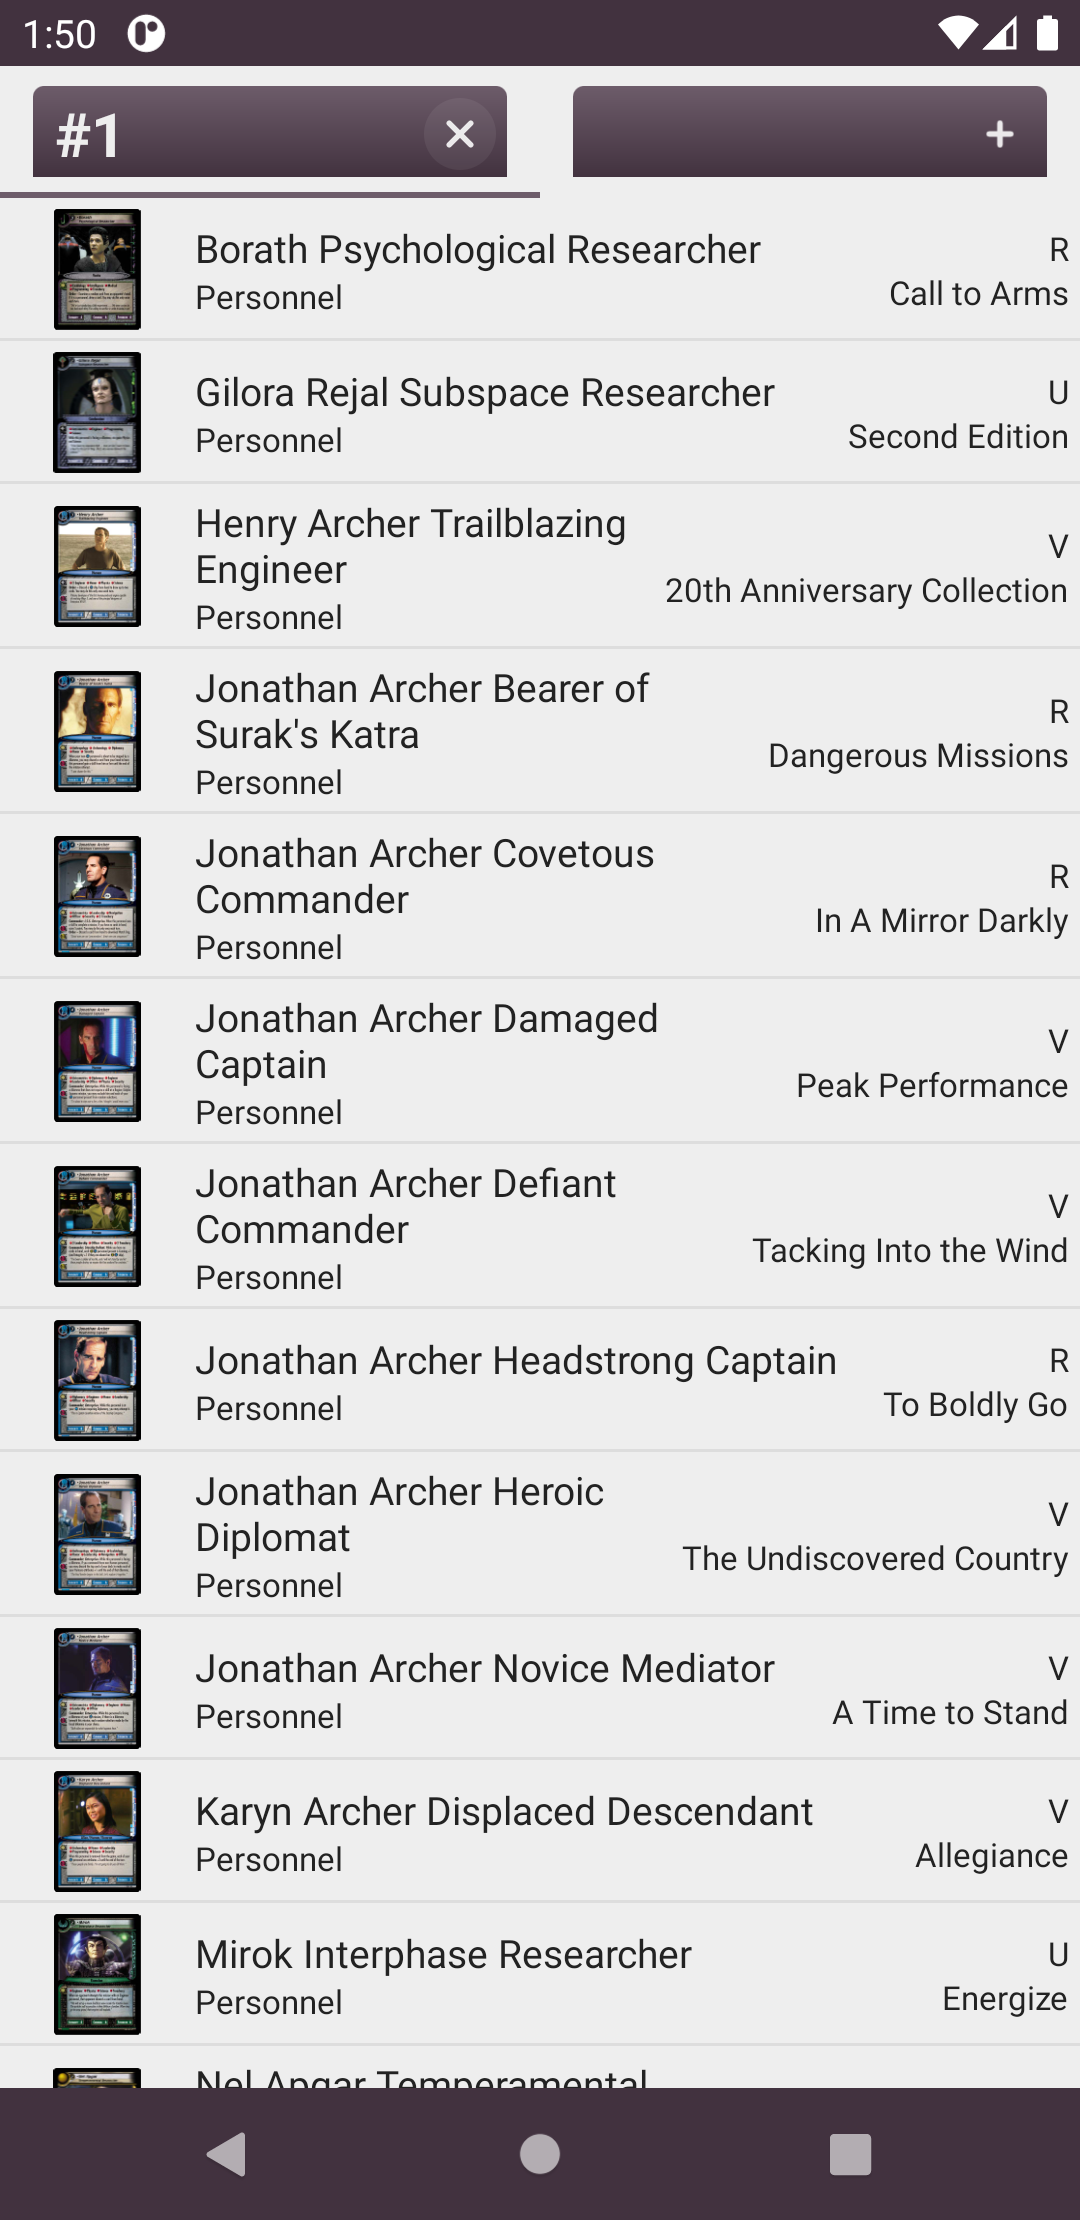 1:50
#1
Borath Psychological Researcher
R
Personnel
Call to Arms
Gilora Rejal Subspace Researcher
U
Personnel
Second Edition
Henry Archer Trailblazing
Engineer
V
Personnel
20th Anniversary Collection
Jonathan Archer Bearer of
Surak's Katra
R
Personnel
Dangerous Missions
Jonathan Archer Covetous
Commander
R
Personnel
In A Mirror Darkly
Jonathan Archer Damaged
Captain
V
Personnel
Peak Performance
Jonathan Archer Defiant
Commander
V
Personnel
Tacking Into the Wind
Jonathan Archer Headstrong Captain
R
Personnel
To Boldly Go
Jonathan Archer Heroic
Diplomat
V
Personnel
The Undiscovered Country
Jonathan Archer Novice Mediator
V
Personnel
A Time to Stand
Karyn Archer Displaced Descendant
V
Personnel
Allegiance
Mirok Interphase Researcher
U
Personnel
Energize
Nel Apgar Temperamental